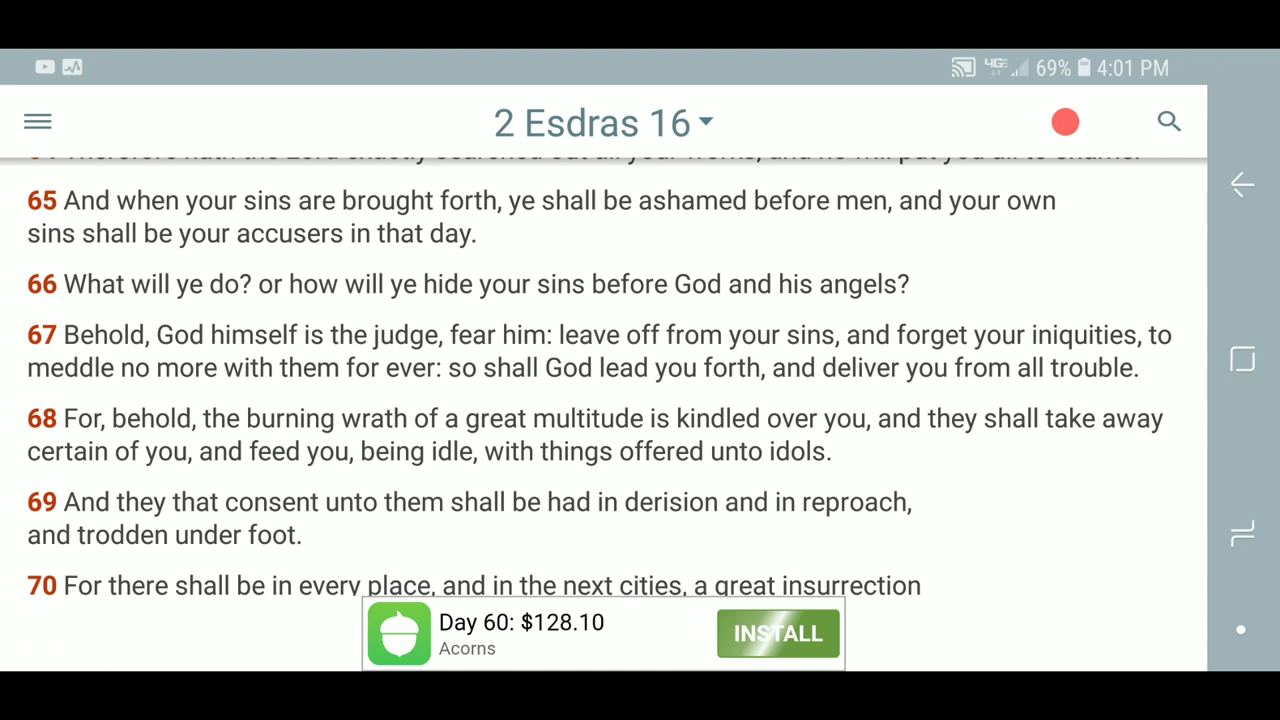 4GE 69% 4:01 PM
2 Esdras 16
65 And when your sins are brought forth, ye shall be ashamed before men, and your own
sins shall be your accusers in that day.
66 What will ye do? or how will ye hide your sins before God and his angels?
67 Behold, God himself is the judge, fear him: leave off from your sins, and forget your iniquities, to
meddle no more with them for ever: so shall God lead you forth, and deliver you from all trouble.
68 For, behold, the burning wrath of a great multitude is kindled over you, and they shall take away
certain of you, and feed you, being idle, with things offered unto idols.
69 And they that consent unto them shall be had in derision and in reproach,
and trodden under foot.
70 For there shall be in every place, and in the next cities, a great insurrection
Day 60: $128.10
Acorns
INSTALL